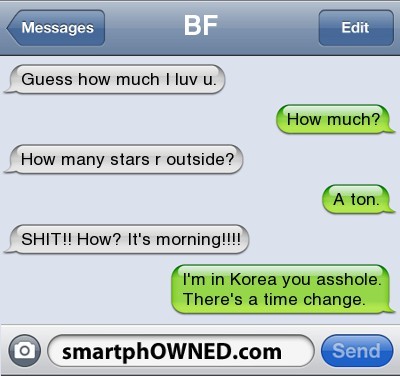 Messages
BF
Edit
Guess how much I luv u.
How much?
How many stars r outside?
A ton.
SHIT!! How? It's morning!!!!
I'm in Korea you asshole.
There's a time change.
smartphOWNED.com
Send